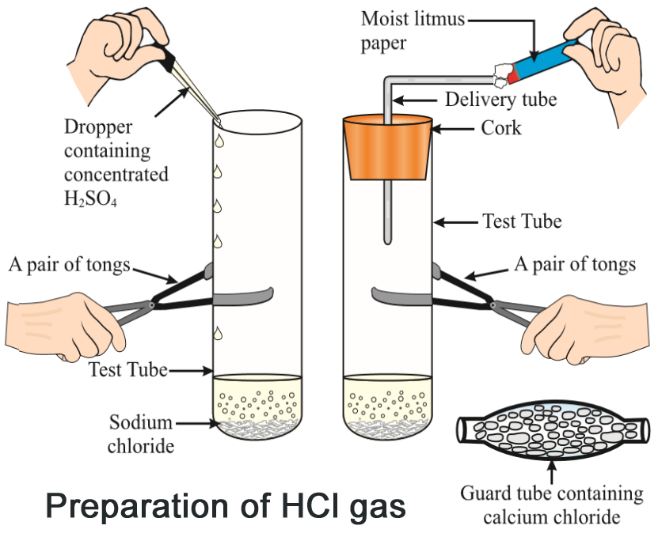 Moist litmus
paper
Delivery tube
Cork
Dropper
containing
concentrated
H₂SO₄
Test Tube
A pair of tongs
A pair of tongs
Test Tube
Sodium
chloride
Guard tube containing
calcium chloride
Preparation of HCl gas